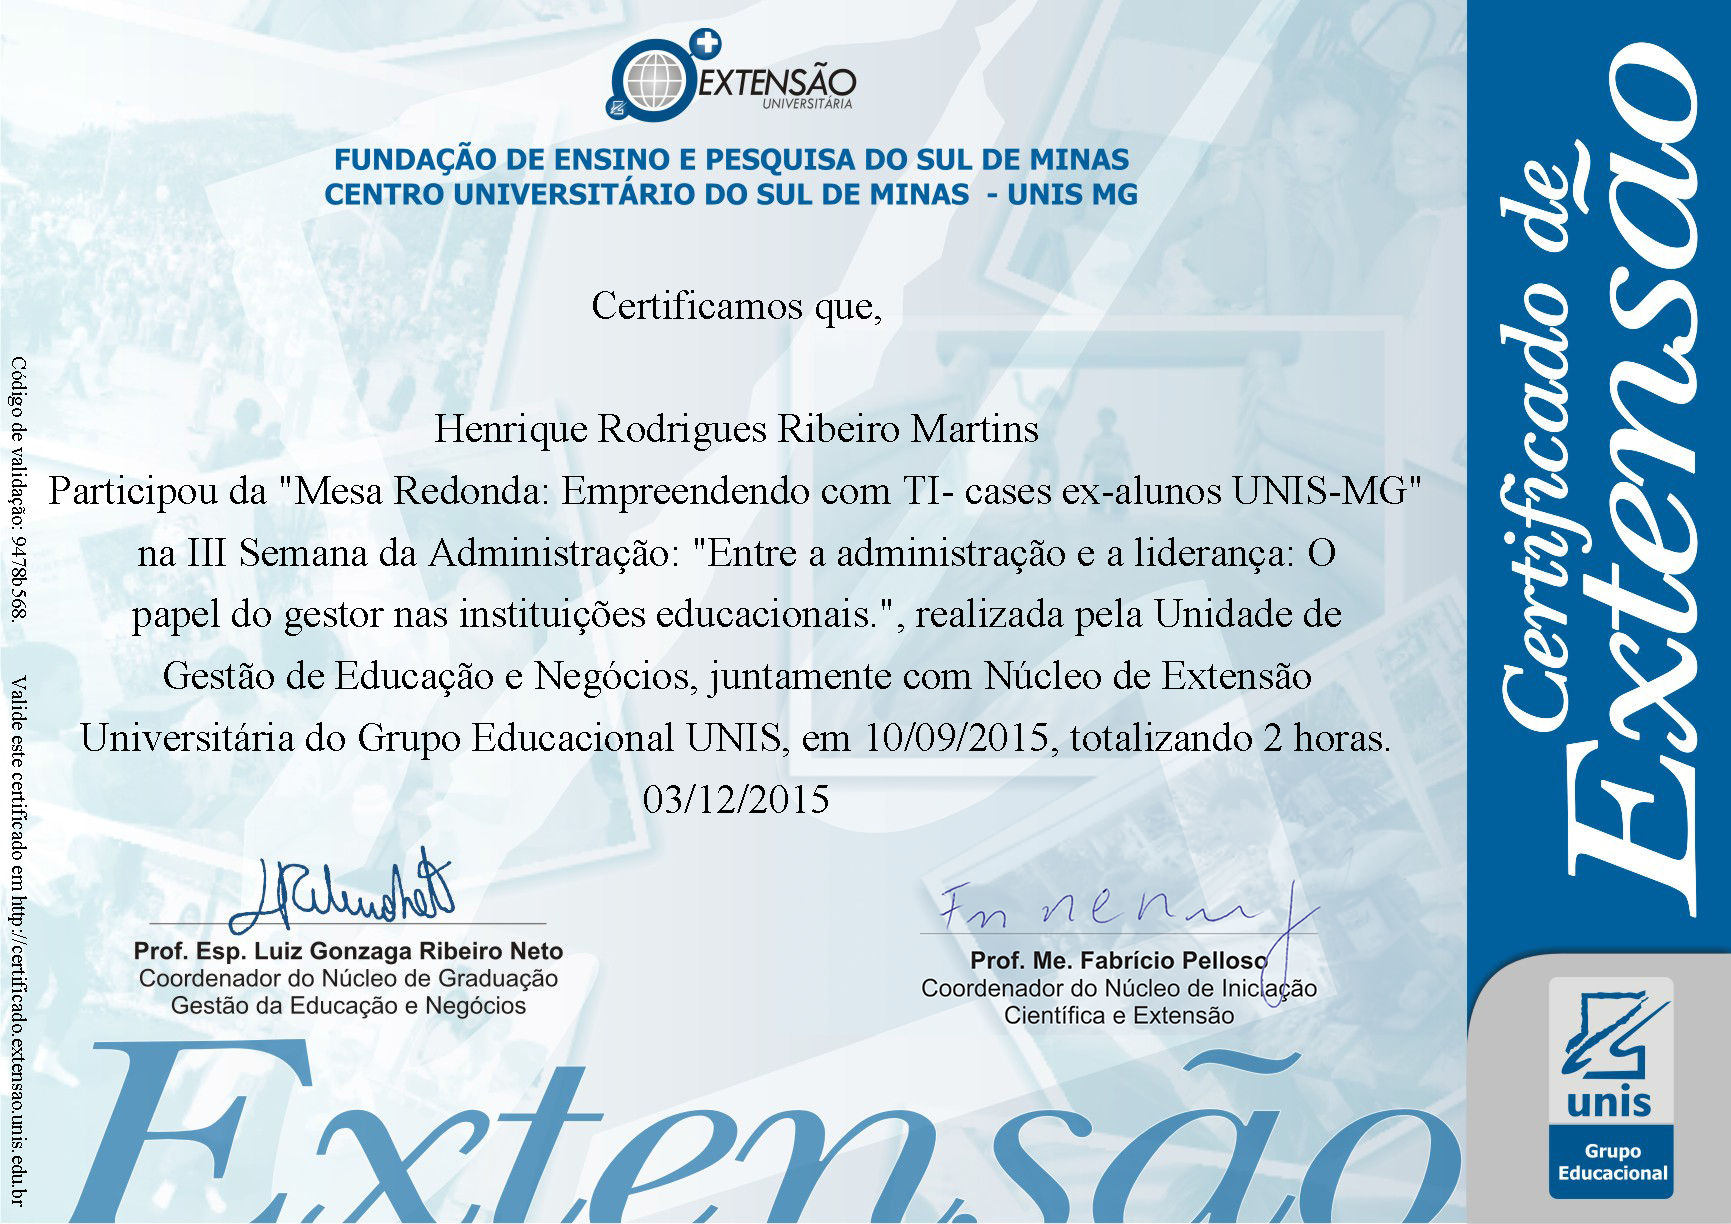 EXTENSÃO
UNIVERSITÁRIA
FUNDAÇÃO DE ENSINO E PESQUISA DO SUL DE MINAS
CENTRO UNIVERSITÁRIO DO SUL DE MINAS - UNIS MG
Certificamos que,
Henrique Rodrigues Ribeiro Martins
Participou da "Mesa Redonda: Empreendendo com TI- cases ex-alunos UNIS-MG"
na III Semana da Administração: "Entre a administração e a liderança: O
papel do gestor nas instituições educacionais.", realizada pela Unidade de
Gestão de Educação e Negócios, juntamente com Núcleo de Extensão
Universitária do Grupo Educacional UNIS, em 10/09/2015, totalizando 2 horas.
03/12/2015
Prof. Esp. Luiz Gonzaga Ribeiro Neto
Coordenador do Núcleo de Graduação
Gestão da Educação e Negócios
Prof. Me. Fabrício Pelloso
Coordenador do Núcleo de Iniciação
Científica e Extensão
Extensão
Código de validação: 9478b568. Valide este certificado em http://certificado.extensao.unis.edu.br
Certificado de
Extensão
unis
Grupo
Educacional